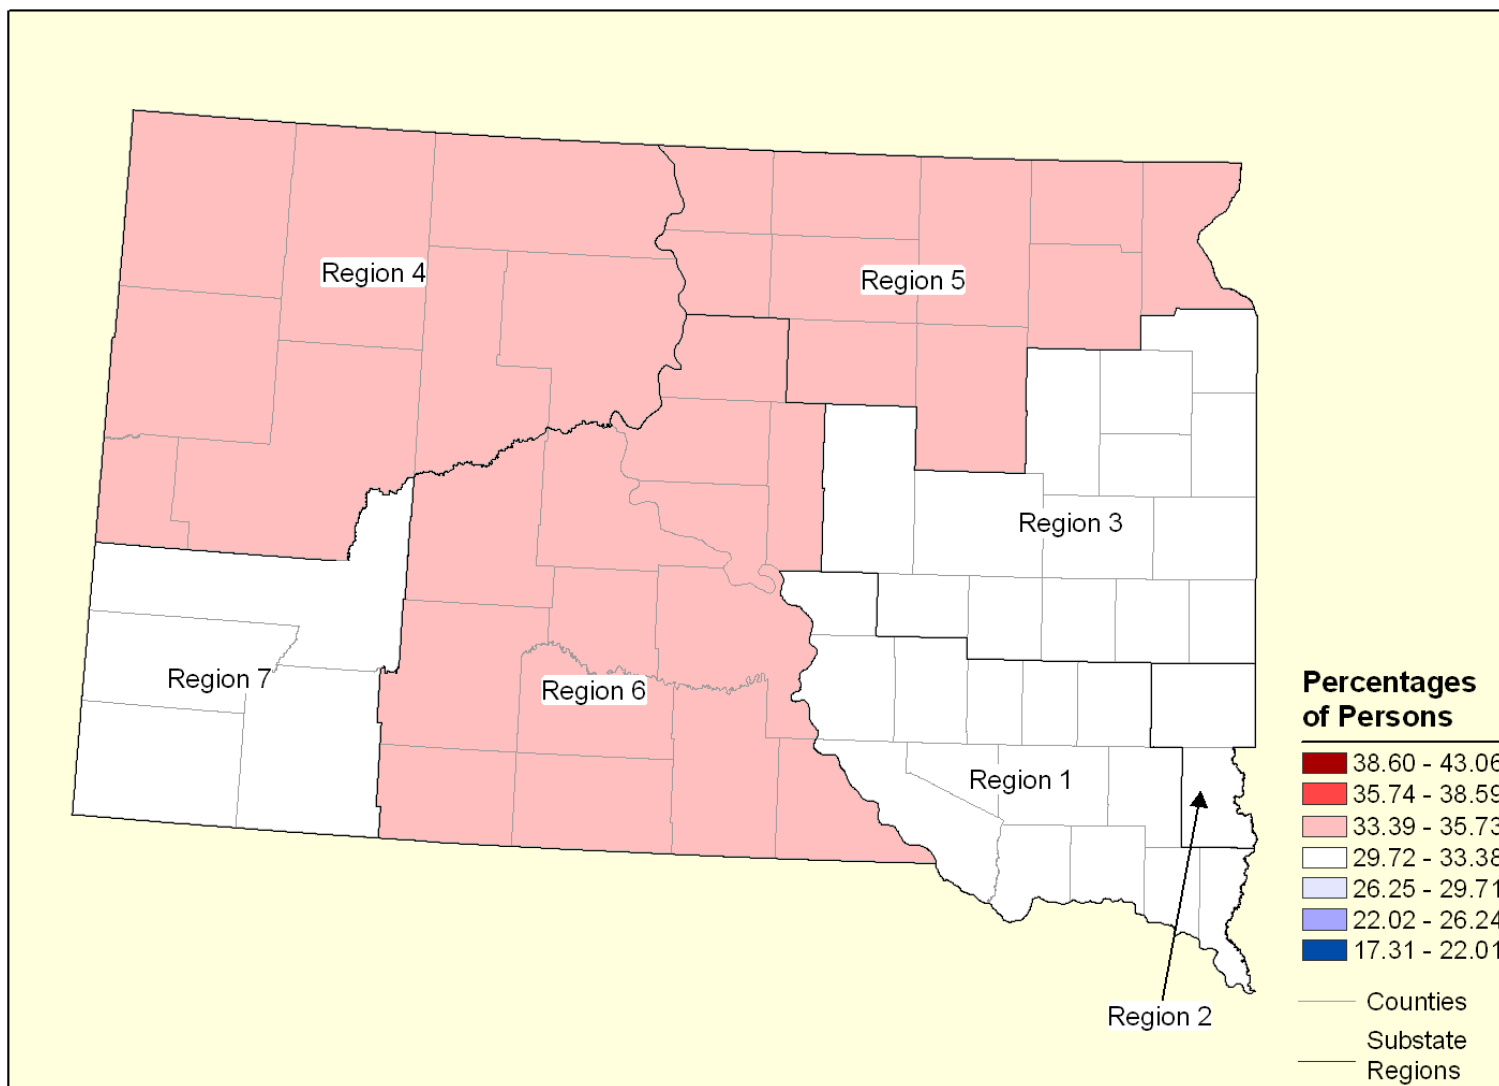 Region 4
Region 5
Region 3
Region 7
Region 6
Region 1
Region 2
Percentages
of Persons
38.60 - 43.06
35.74 - 38.59
33.39 - 35.73
29.72 - 33.38
26.25 - 29.71
22.02 - 26.24
17.31 - 22.01
Counties
Substate
Regions